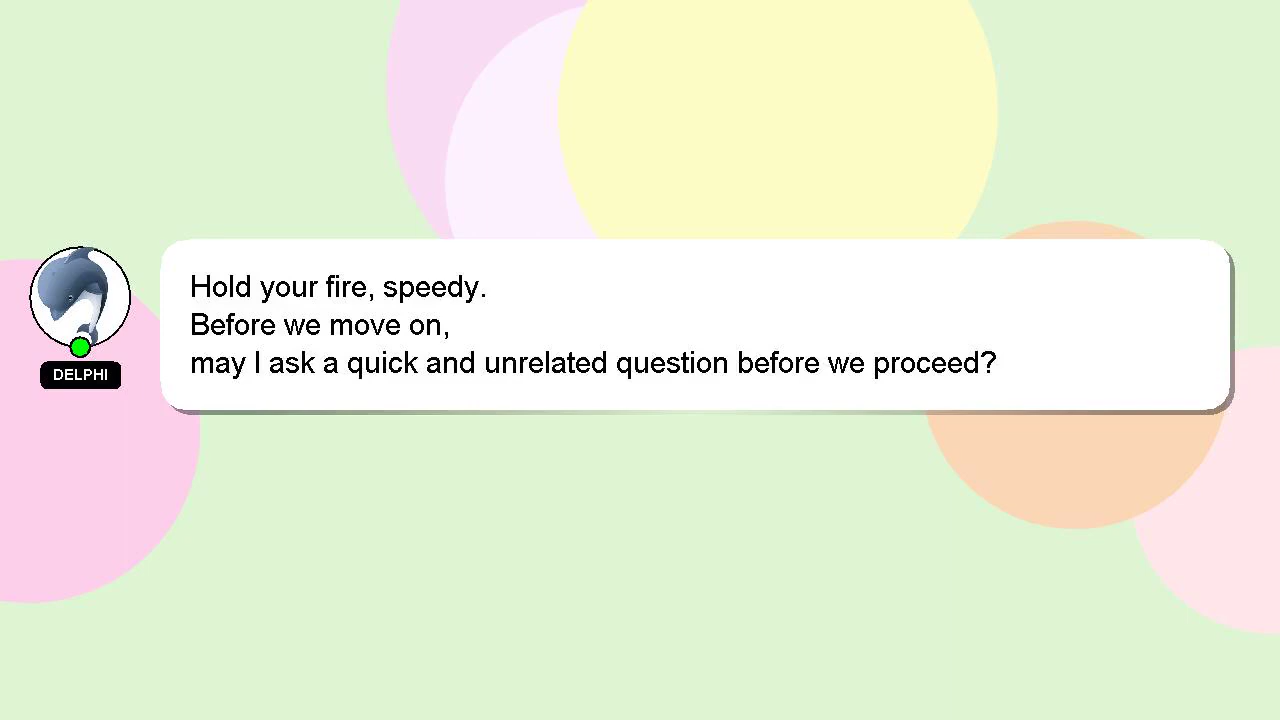 Hold your fire, speedy.
Before we move on,
may I ask a quick and unrelated question before we proceed?
DELPHI